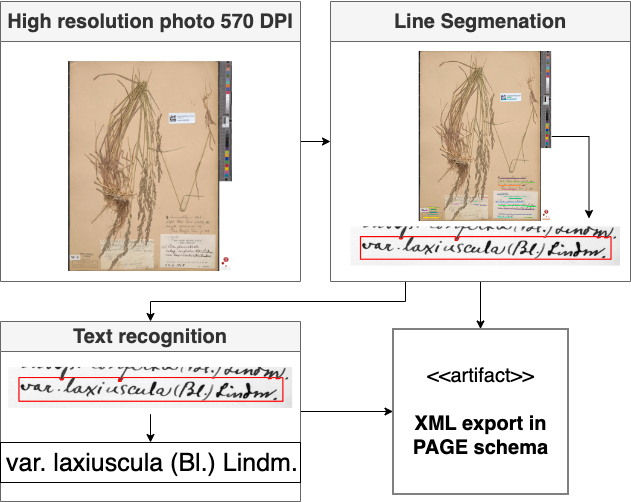 High resolution photo 570 DPI
Line Segmenation
var. laxiuscula (Bl.) Lindm.
Text recognition
var. laxiuscula (Bl.) Lindm.
var. laxiuscula (Bl.) Lindm.
<<artifact>>
XML export in
PAGE schema